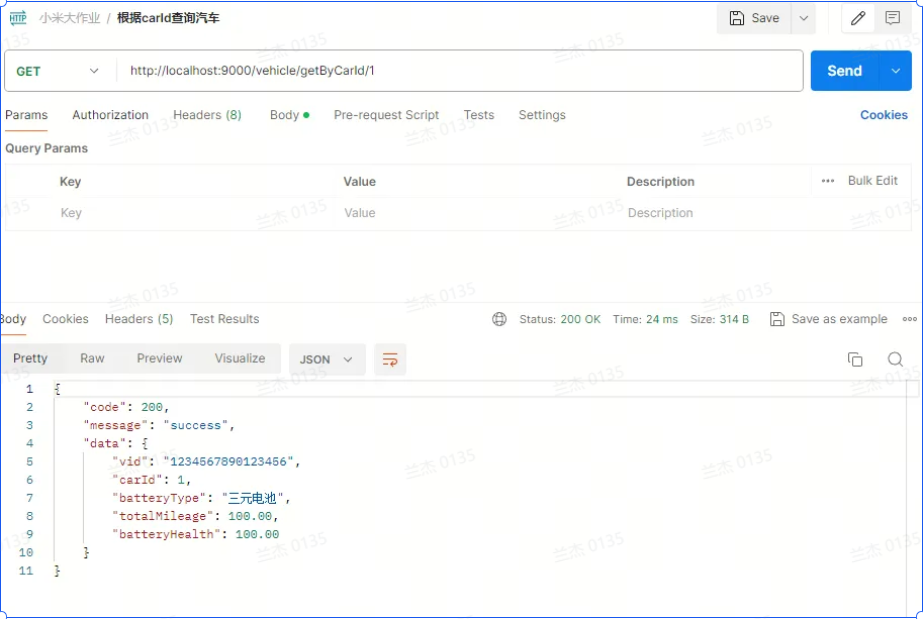 HTTP 小米大作业 / 根据carId查询汽车 Save
GET http://localhost:9000/vehicle/getByCarId/1 Send
Params Authorization Headers (8) Body Pre-request Script Tests Settings Cookies
Query Params
Key Value Description ••• Bulk Edit
Key Value Description
Body Cookies Headers (5) Test Results Status: 200 OK Time: 24 ms Size: 314 B Save as example
Pretty Raw Preview Visualize JSON
1 {
2 "code": 200,
3 "message": "success",
4 "data": {
5 "vid": "1234567890123456",
6 "carId": 1,
7 "batteryType": "三元电池",
8 "totalMileage": 100.00,
9 "batteryHealth": 100.00
10 }
11 }
兰杰 0135